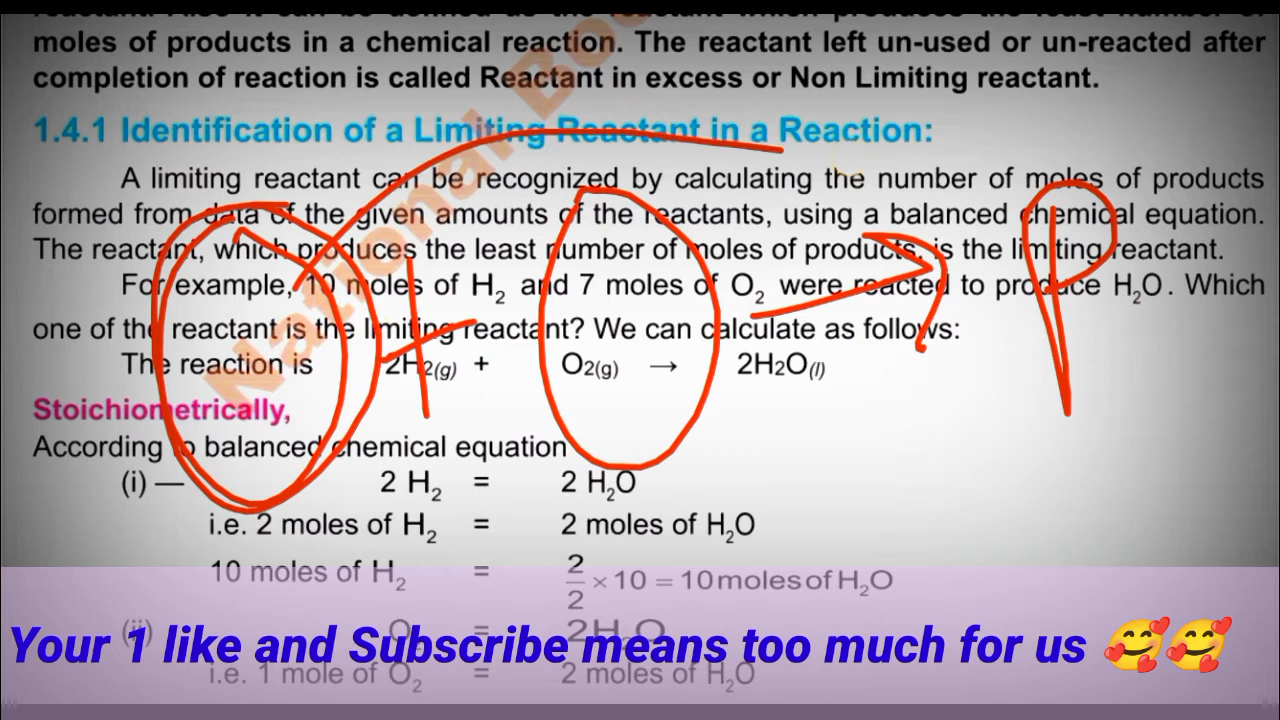 moles of products in a chemical reaction. The reactant left un-used or un-reacted after
completion of reaction is called Reactant in excess or Non Limiting reactant.
1.4.1 Identification of a Limiting Reactant in a Reaction:
A limiting reactant can be recognized by calculating the number of moles of products
formed from data of the given amounts of the reactants, using a balanced chemical equation.
The reactant, which produces the least number of moles of products, is the limiting reactant.
For example, 10 moles of H₂ and 7 moles of O₂ were reacted to produce H₂O. Which
one of the reactant is the limiting reactant? We can calculate as follows:
The reaction is 2H2(g) + O2(g) → 2H2O(l)
Stoichiometrically,
According to balanced chemical equation
(i) — 2 H₂ = 2 H₂O
i.e. 2 moles of H₂ = 2 moles of H₂O
10 moles of H₂ = 2/2 × 10 = 10 moles of H₂O
(ii) O₂ = 2H₂O
Your 1 like and Subscribe means too much for us 🥰🥰
i.e. 1 mole of O₂ = 2 moles of H₂O
National
+ → P